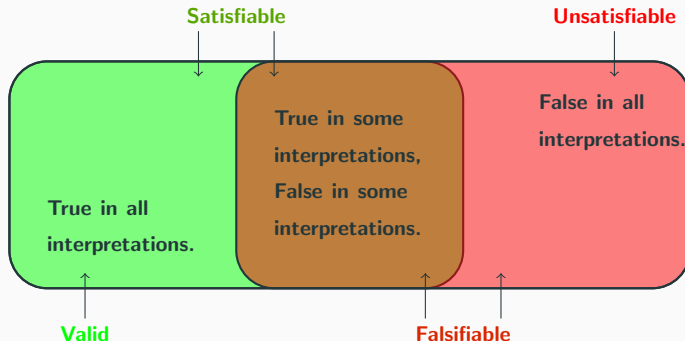 Satisfiable
Unsatisfiable
True in some
interpretations,
False in some
interpretations.
False in all
interpretations.
True in all
interpretations.
Valid
Falsifiable